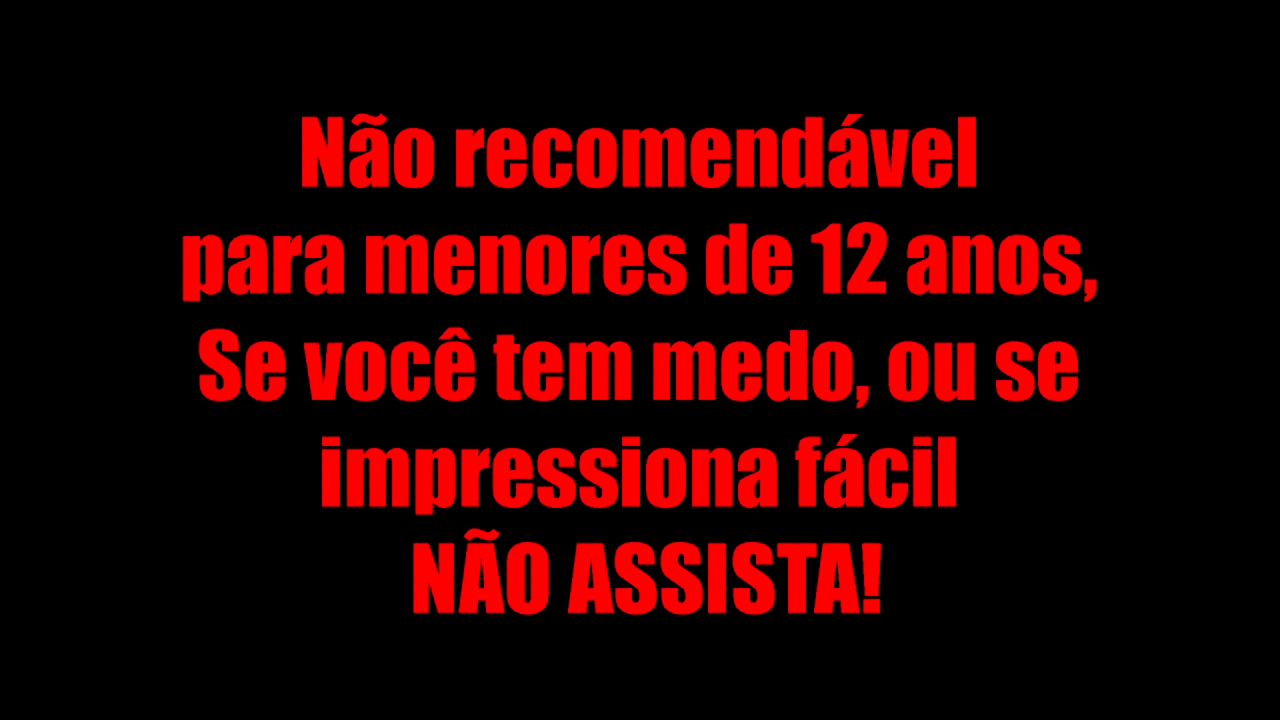 Não recomendável
para menores de 12 anos,
Se você tem medo, ou se
impressiona fácil
NÃO ASSISTA!